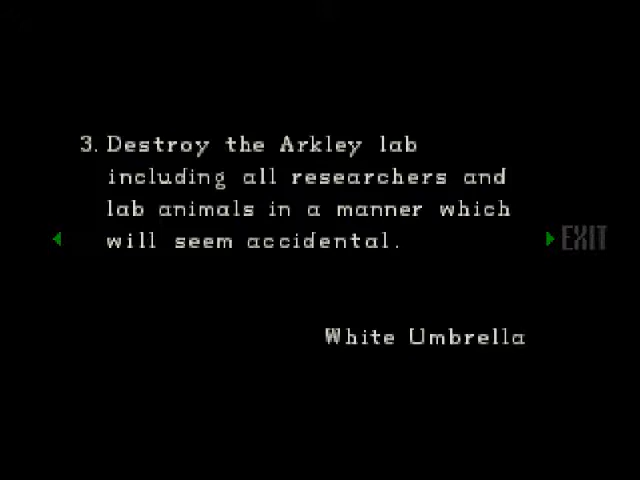 3. Destroy the Arkley lab
including all researchers and
lab animals in a manner which
will seem accidental.
EXIT
White Umbrella